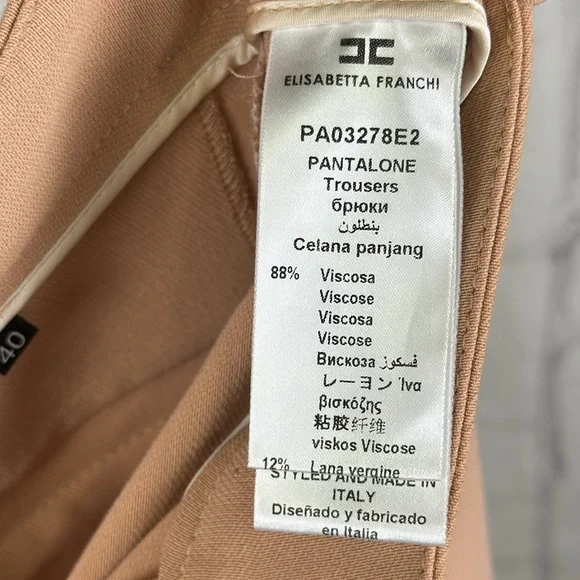 ELISABETTA FRANCHI
PA03278E2
PANTALONE
Trousers
брюки
بنطلون
Celana panjang
88% Viscosa
Viscose
Viscosa
Viscose
Вискоза فسكوز
レーヨン Ίνα
βισκόζης
粘胶纤维
viskos Viscose
12% Lana vergine
STYLED AND MADE IN
ITALY
Diseñado y fabricado
en Italia
40